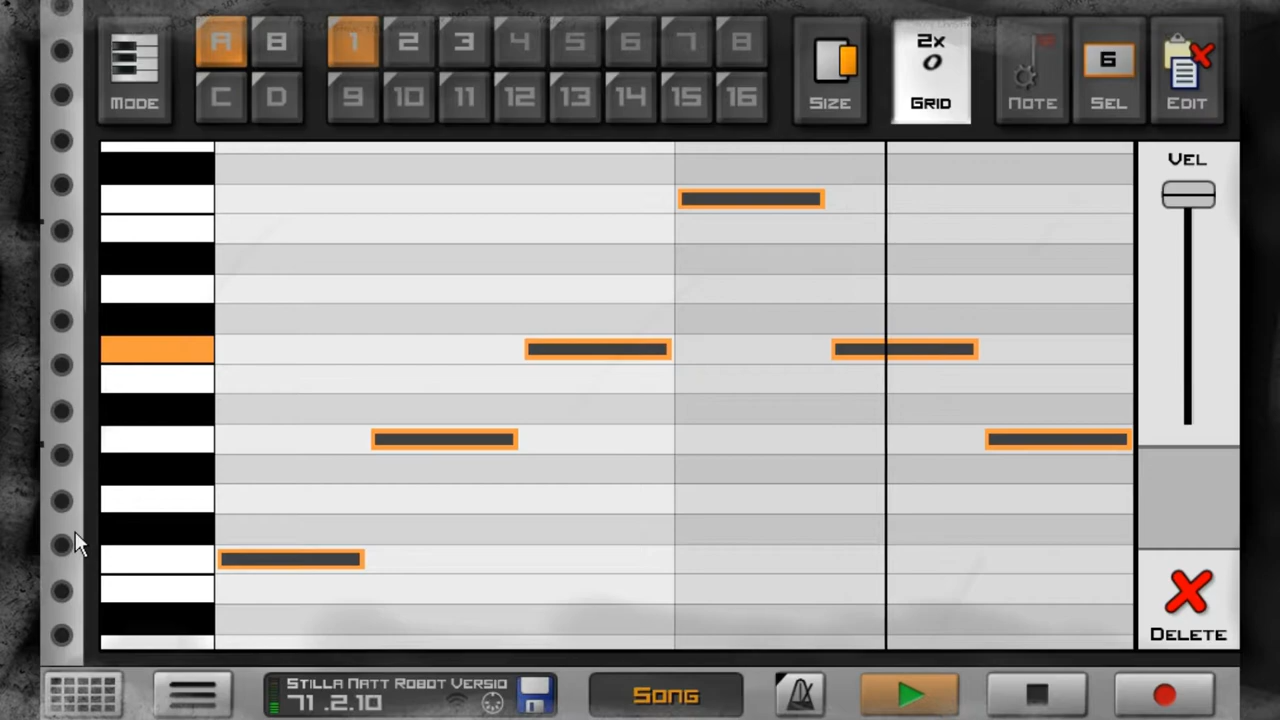 A B 1 2 3 4 5 6 7 8
2x
MODE C D 9 10 11 12 13 14 15 16 SIZE GRID NOTE 6 SEL EDIT
VEL
DELETE
STILLA NATT ROBOT VERSIO
71 .2.10
SONG